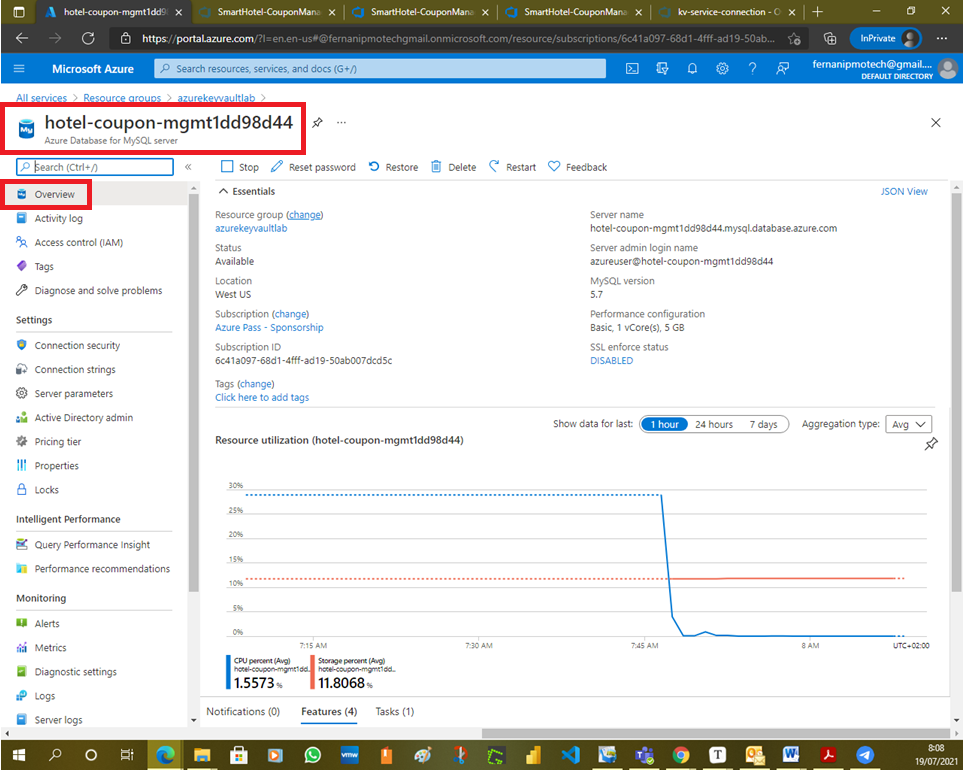 hotel-coupon-mgmt1dd98
SmartHotel-CouponMana
SmartHotel-CouponMana
SmartHotel-CouponMana
kv-service-connection - O
https://portal.azure.com/?l=en.en-us#@fernanipmotechgmail.onmicrosoft.com/resource/subscriptions/6c41a097-68d1-4fff-ad19-50ab...
InPrivate
Microsoft Azure
Search resources, services, and docs (G+/)
fernanipmotech@gmail....
DEFAULT DIRECTORY
All services > Resource groups > azurekeyvaultlab >
hotel-coupon-mgmt1dd98d44
Azure Database for MySQL server
Search (Ctrl+/)
Stop
Reset password
Restore
Delete
Restart
Feedback
Overview
Activity log
Access control (IAM)
Tags
Diagnose and solve problems
Settings
Connection security
Connection strings
Server parameters
Active Directory admin
Pricing tier
Properties
Locks
Intelligent Performance
Query Performance Insight
Performance recommendations
Monitoring
Alerts
Metrics
Diagnostic settings
Logs
Server logs
Essentials
JSON View
Resource group (change)
azurekeyvaultlab
Status
Available
Location
West US
Subscription (change)
Azure Pass - Sponsorship
Subscription ID
6c41a097-68d1-4fff-ad19-50ab007dcd5c
Tags (change)
Click here to add tags
Server name
hotel-coupon-mgmt1dd98d44.mysql.database.azure.com
Server admin login name
azureuser@hotel-coupon-mgmt1dd98d44
MySQL version
5.7
Performance configuration
Basic, 1 vCore(s), 5 GB
SSL enforce status
DISABLED
Show data for last:
1 hour
24 hours
7 days
Aggregation type:
Avg
Resource utilization (hotel-coupon-mgmt1dd98d44)
30%
25%
20%
15%
10%
5%
0%
7:15 AM
7:30 AM
7:45 AM
8 AM
UTC+02:00
CPU percent (Avg)
hotel-coupon-mgmt1dd..
1.5573 %
Storage percent (Avg)
hotel-coupon-mgmt1dd..
11.8068 %
Notifications (0)
Features (4)
Tasks (1)
8:08
19/07/2021